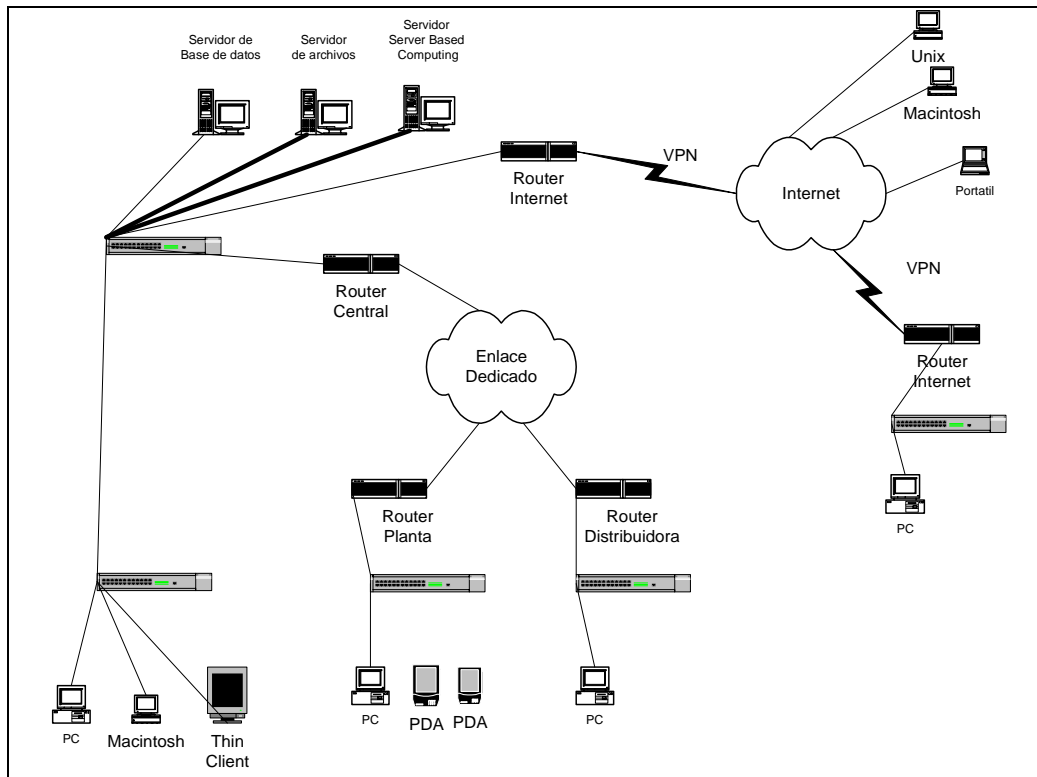 Servidor de
Base de datos
Servidor
de archivos
Servidor
Server Based
Computing
Unix
Macintosh
Portatil
VPN
Internet
Router
Internet
VPN
Router
Central
Router
Internet
Enlace
Dedicado
PC
Router
Planta
Router
Distribuidora
PC
Macintosh
Thin
Client
PC
PDA
PDA
PC